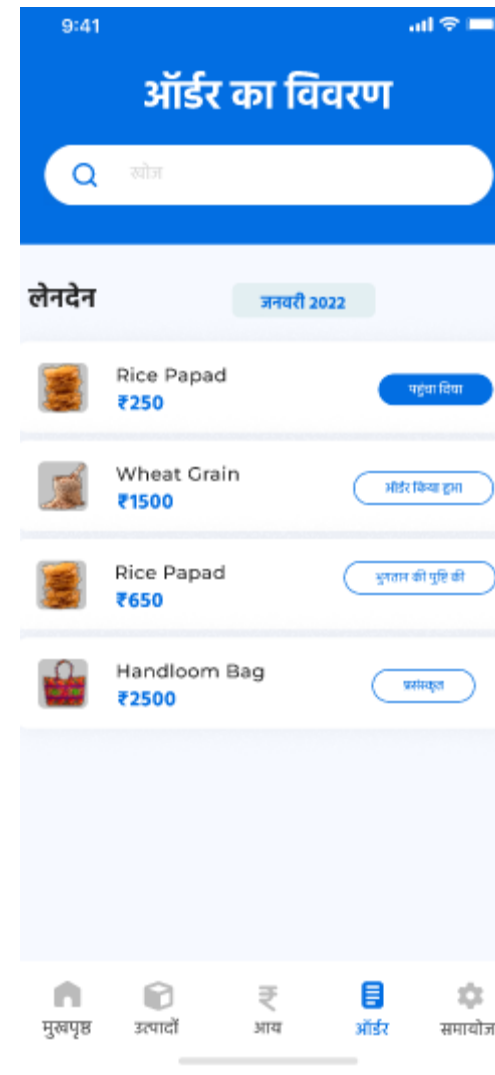 9:41
ऑर्डर का विवरण
खोज
लेनदेन
जनवरी 2022
Rice Papad
₹250
पहुंचा दिया
Wheat Grain
₹1500
ऑर्डर किया हुआ
Rice Papad
₹650
भुगतान की पुष्टि की
Handloom Bag
₹2500
प्रसंस्कृत
मुखपृष्ठ
उत्पादों
आय
ऑर्डर
समायोज